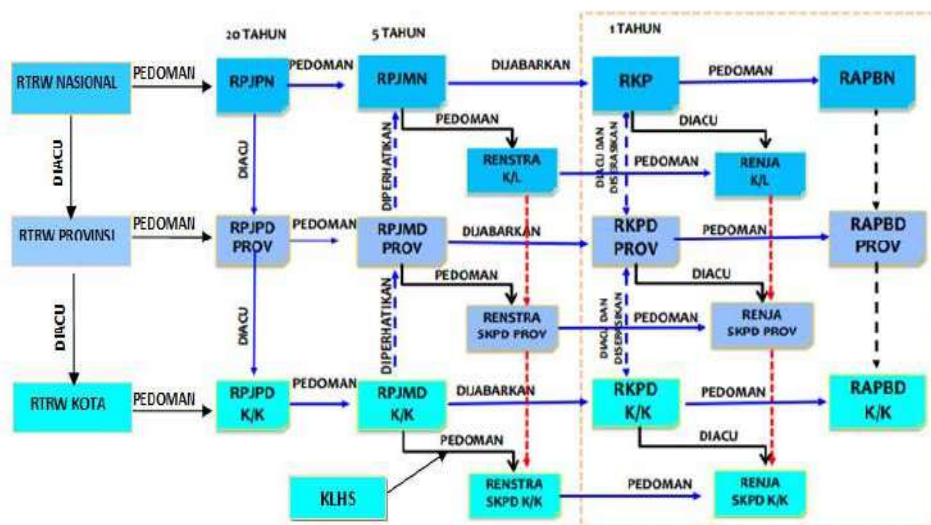 20 TAHUN
5 TAHUN
1 TAHUN
RTRW NASIONAL
PEDOMAN
RPJPN
PEDOMAN
RPJMN
DIJABARKAN
RKP
PEDOMAN
RAPBN
DIACU
DIACU
DIPERHATIKAN
PEDOMAN
RENSTRA
K/L
PEDOMAN
DIACU DAN
DISERASIKAN
DIACU
RENJA
K/L
RTRW PROVINSI
PEDOMAN
RPJPD
PROV
PEDOMAN
RPJMD
PROV
DIJABARKAN
RKPD
PROV
PEDOMAN
RAPBD
PROV
DIACU
DIACU
DIPERHATIKAN
PEDOMAN
RENSTRA
SKPD PROV
PEDOMAN
DIACU DAN
DISERASIKAN
DIACU
RENJA
SKPD PROV
RTRW KOTA
PEDOMAN
RPJPD
K/K
PEDOMAN
RPJMD
K/K
DIJABARKAN
RKPD
K/K
PEDOMAN
RAPBD
K/K
PEDOMAN
DIACU
KLHS
RENSTRA
SKPD K/K
PEDOMAN
RENJA
SKPD K/K